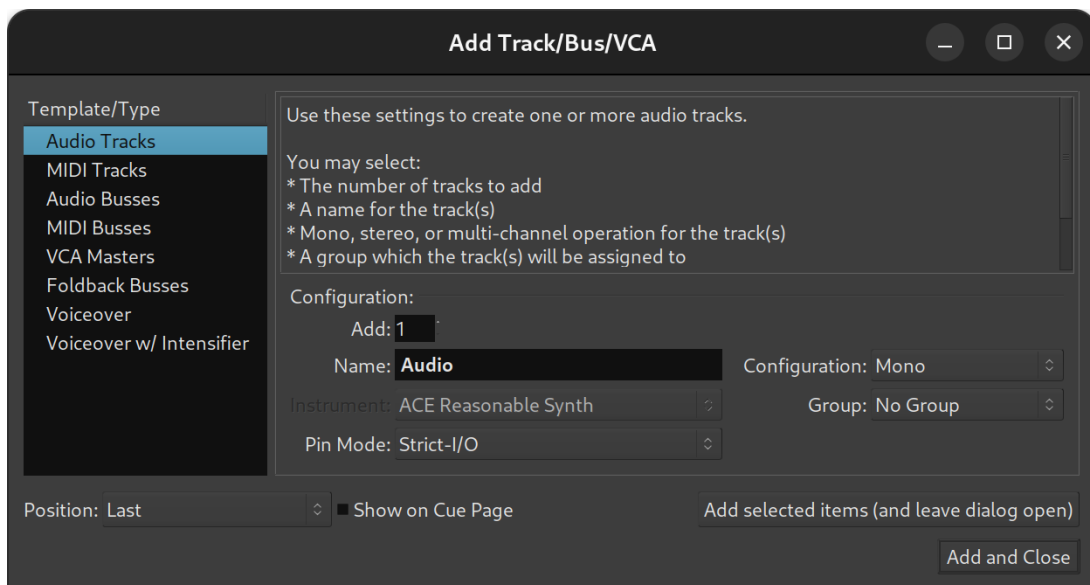 Add Track/Bus/VCA
Template/Type
Audio Tracks
MIDI Tracks
Audio Busses
MIDI Busses
VCA Masters
Foldback Busses
Voiceover
Voiceover w/ Intensifier
Use these settings to create one or more audio tracks.
You may select:
* The number of tracks to add
* A name for the track(s)
* Mono, stereo, or multi-channel operation for the track(s)
* A group which the track(s) will be assigned to
Configuration:
Add: 1
Name: Audio
Configuration: Mono
Instrument: ACE Reasonable Synth
Group: No Group
Pin Mode: Strict-I/O
Position: Last
Show on Cue Page
Add selected items (and leave dialog open)
Add and Close